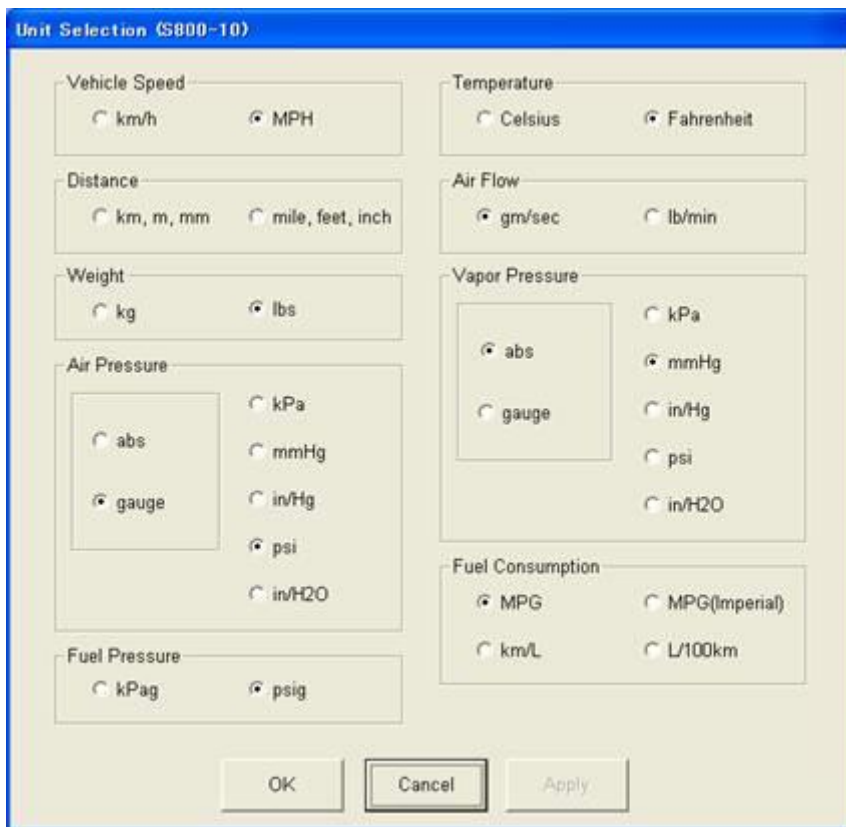 Unit Selection (S800-10)
Vehicle Speed
km/h MPH
Distance
km, m, mm mile, feet, inch
Weight
kg lbs
Air Pressure
abs
gauge
kPa
mmHg
in/Hg
psi
in/H2O
Fuel Pressure
kPag psig
Temperature
Celsius Fahrenheit
Air Flow
gm/sec lb/min
Vapor Pressure
abs
gauge
kPa
mmHg
in/Hg
psi
in/H2O
Fuel Consumption
MPG MPG(Imperial)
km/L L/100km
OK Cancel Apply